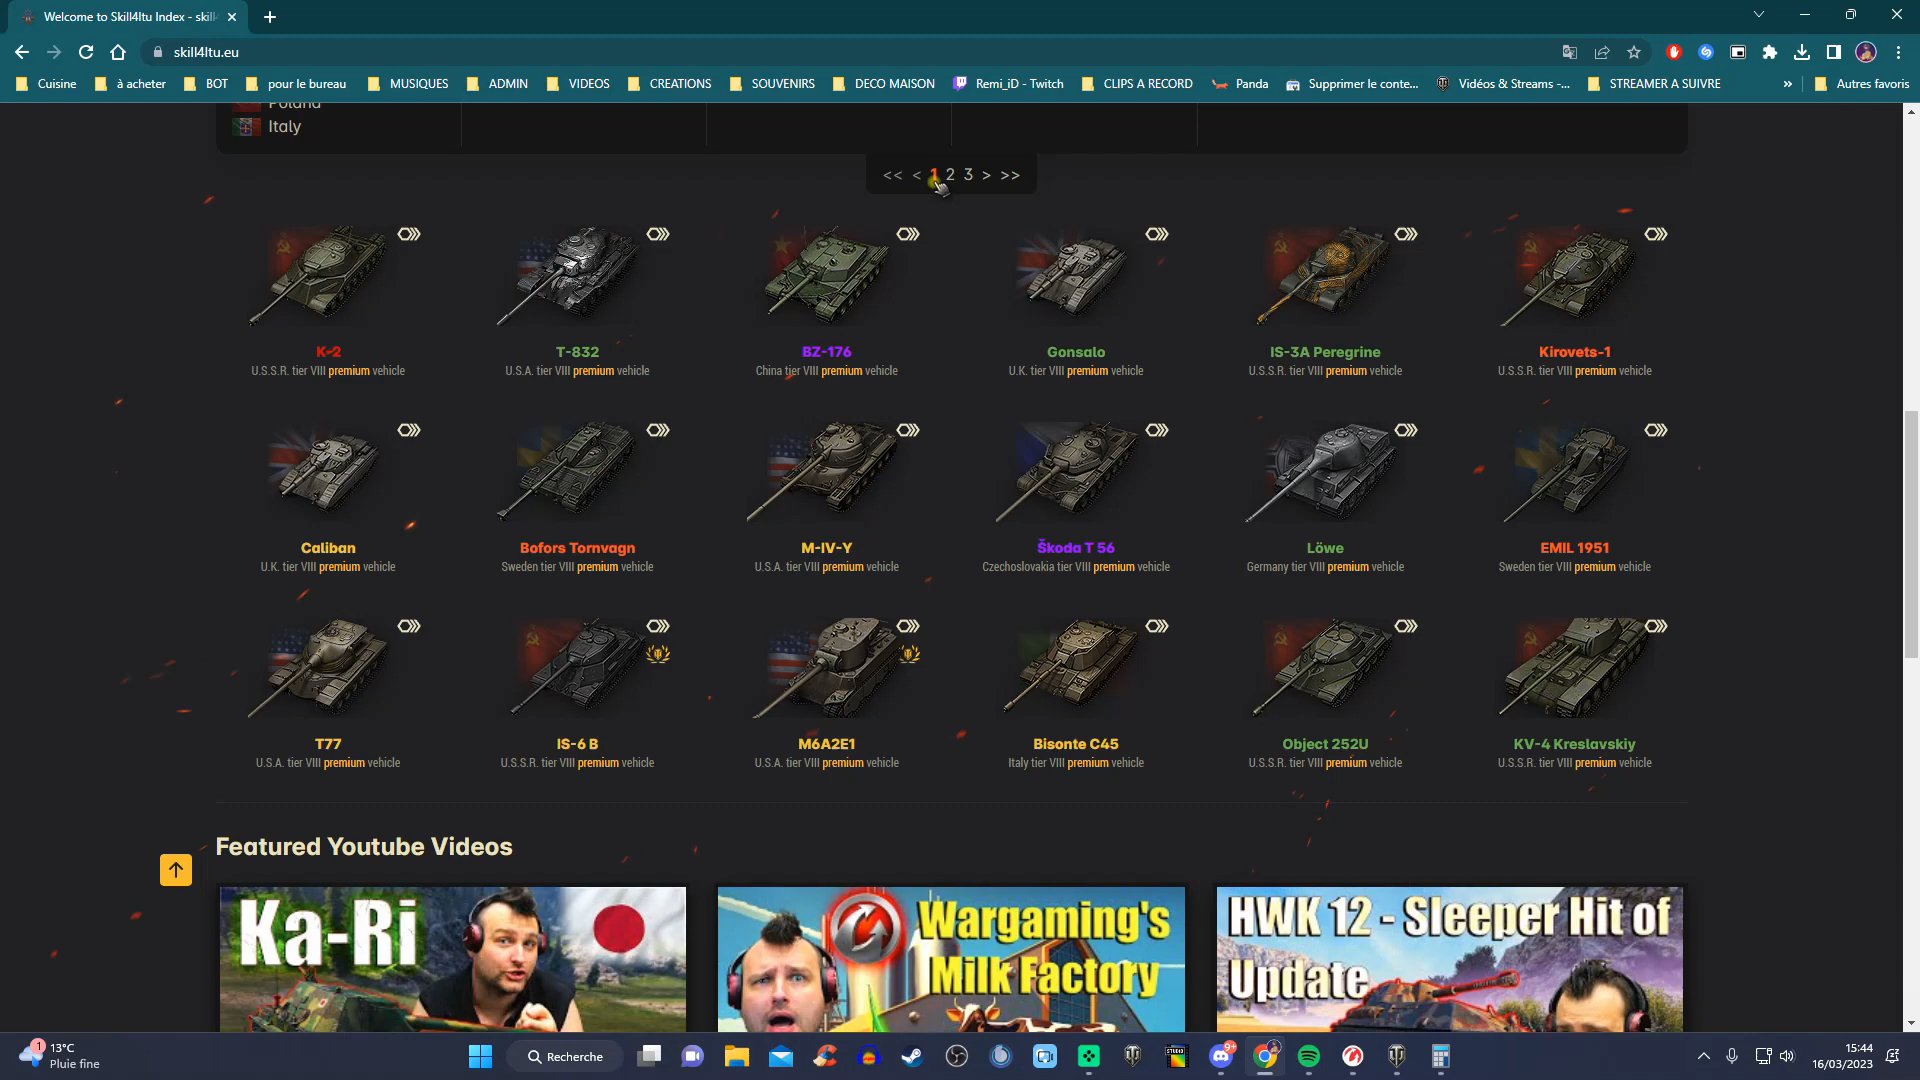 Welcome to Skill4ltu Index - skill
skill4ltu.eu
Cuisine
à acheter
BOT
pour le bureau
MUSIQUES
ADMIN
VIDEOS
CREATIONS
SOUVENIRS
DECO MAISON
Remi_iD - Twitch
CLIPS A RECORD
Panda
Supprimer le conte...
Vidéos & Streams -...
STREAMER A SUIVRE
»
Autres favoris
Poland
Italy
<< < 1 2 3 > >>
K-2
U.S.S.R. tier VIII premium vehicle
T-832
U.S.A. tier VIII premium vehicle
BZ-176
China tier VIII premium vehicle
Gonsalo
U.K. tier VIII premium vehicle
IS-3A Peregrine
U.S.S.R. tier VIII premium vehicle
Kirovets-1
U.S.S.R. tier VIII premium vehicle
Caliban
U.K. tier VIII premium vehicle
Bofors Tornvagn
Sweden tier VIII premium vehicle
M-IV-Y
U.S.A. tier VIII premium vehicle
Škoda T 56
Czechoslovakia tier VIII premium vehicle
Löwe
Germany tier VIII premium vehicle
EMIL 1951
Sweden tier VIII premium vehicle
T77
U.S.A. tier VIII premium vehicle
IS-6 B
U.S.S.R. tier VIII premium vehicle
M6A2E1
U.S.A. tier VIII premium vehicle
Bisonte C45
Italy tier VIII premium vehicle
Object 252U
U.S.S.R. tier VIII premium vehicle
KV-4 Kreslavskiy
U.S.S.R. tier VIII premium vehicle
Featured Youtube Videos
Ka-Ri
Wargaming's
Milk Factory
HWK 12 - Sleeper Hit of
Update
1
13°C
Pluie fine
Recherche
STUDIO
9+
15:44
16/03/2023